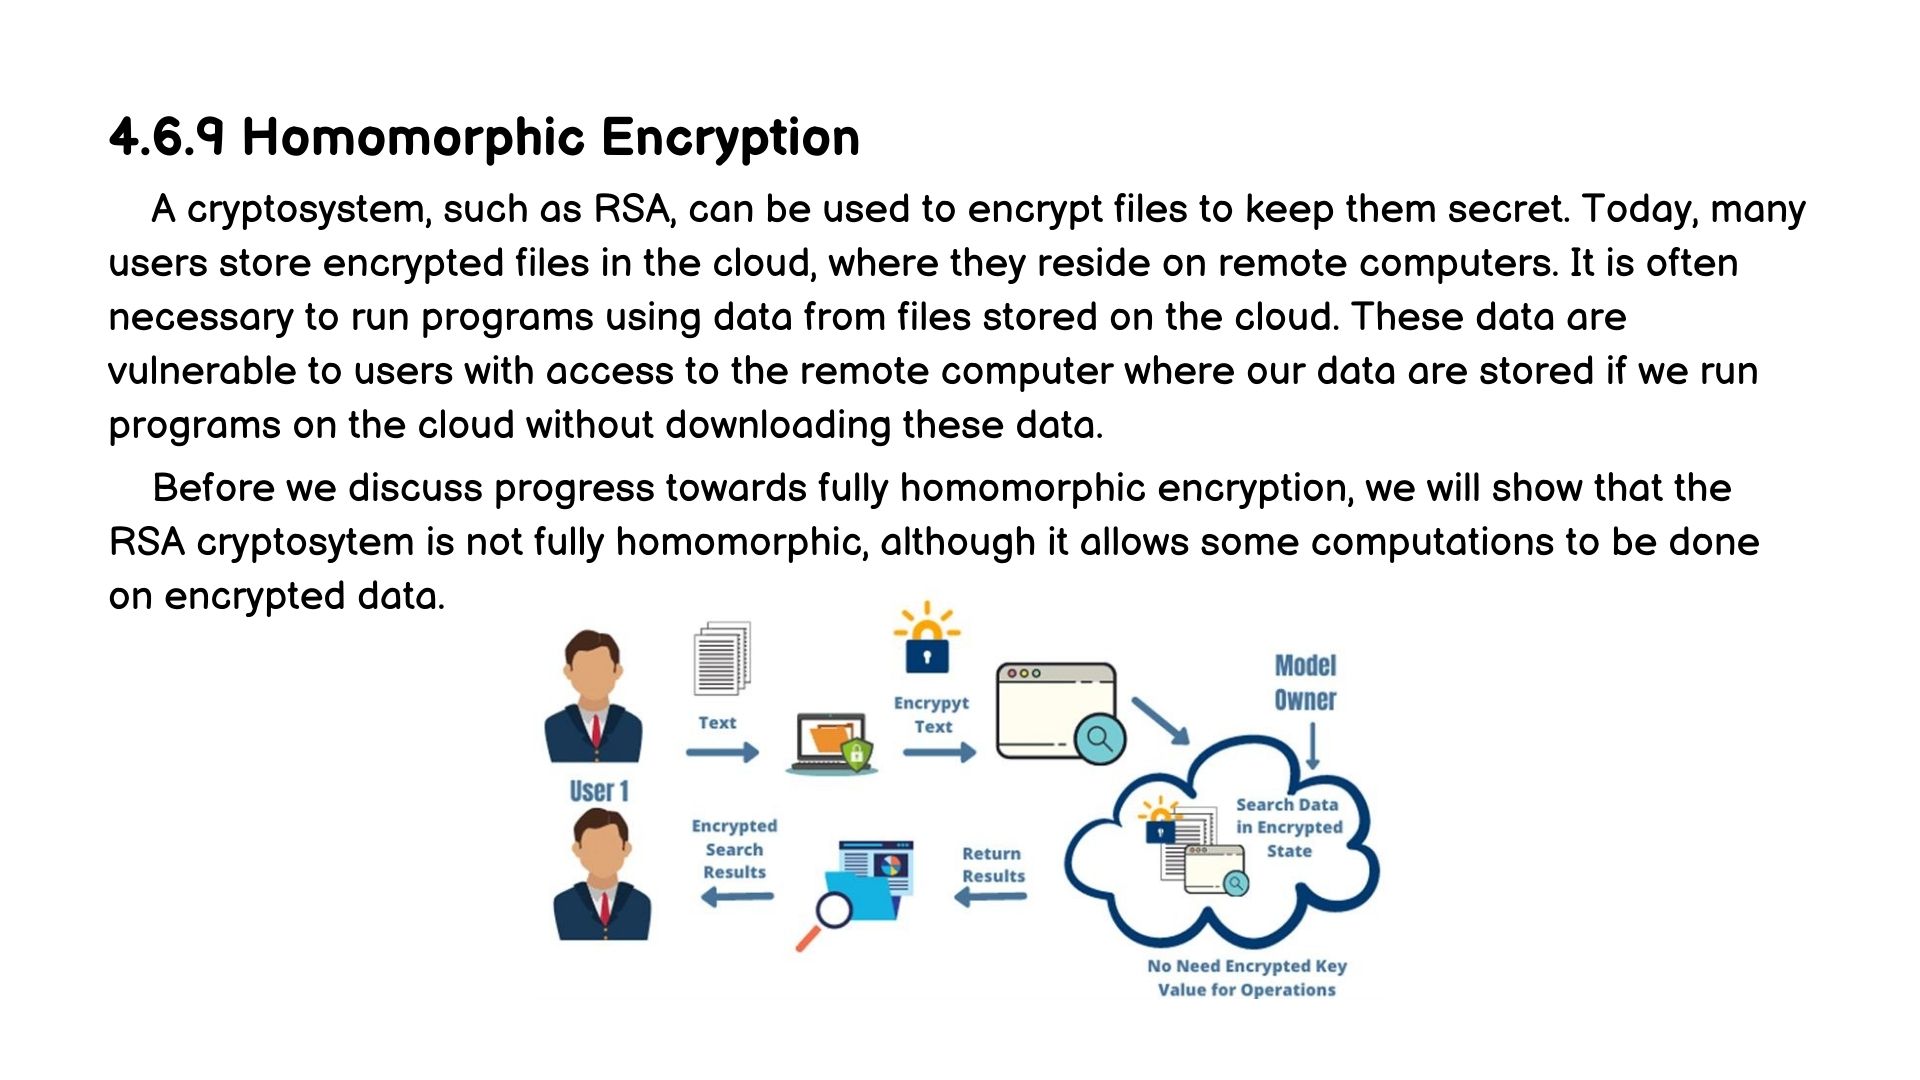 4.6.9 Homomorphic Encryption
A cryptosystem, such as RSA, can be used to encrypt files to keep them secret. Today, many
users store encrypted files in the cloud, where they reside on remote computers. It is often
necessary to run programs using data from files stored on the cloud. These data are
vulnerable to users with access to the remote computer where our data are stored if we run
programs on the cloud without downloading these data.
Before we discuss progress towards fully homomorphic encryption, we will show that the
RSA cryptosytem is not fully homomorphic, although it allows some computations to be done
on encrypted data.
Text
Encrypyt
Text
Model
Owner
User 1
Search Data
in Encrypted
State
Encrypted
Search
Results
Return
Results
No Need Encrypted Key
Value for Operations